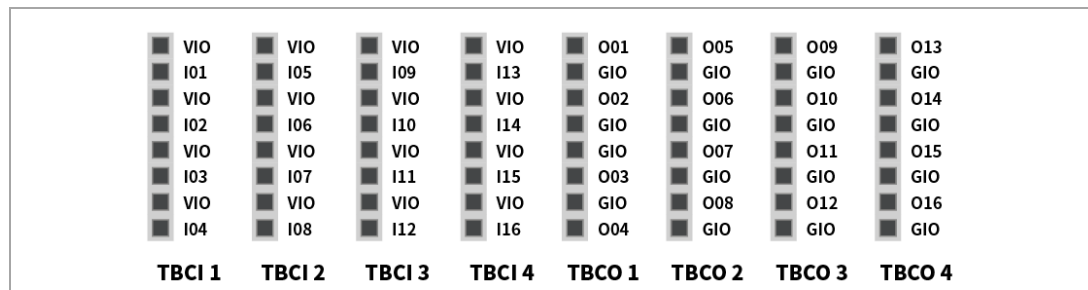 VIO VIO VIO VIO O01 O05 O09 O13
I01 I05 I09 I13 GIO GIO GIO GIO
VIO VIO VIO VIO O02 O06 O10 O14
I02 I06 I10 I14 GIO GIO GIO GIO
VIO VIO VIO VIO GIO O07 O11 O15
I03 I07 I11 I15 O03 GIO GIO GIO
VIO VIO VIO VIO GIO O08 O12 O16
I04 I08 I12 I16 O04 GIO GIO GIO
TBCI 1 TBCI 2 TBCI 3 TBCI 4 TBCO 1 TBCO 2 TBCO 3 TBCO 4